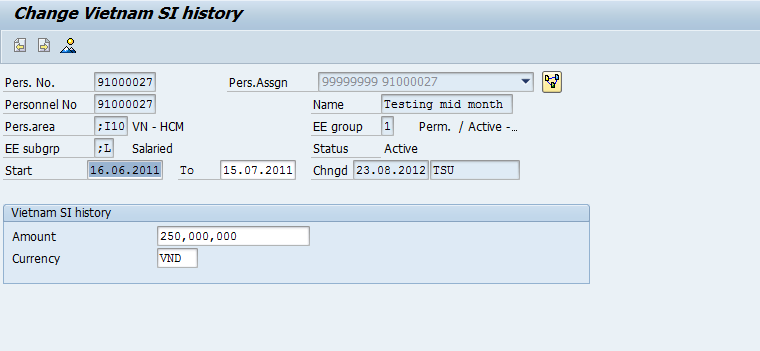 Change Vietnam SI history
Pers. No. 91000027 Pers.Assgn 99999999 91000027
Personnel No 91000027 Name Testing mid month
Pers.area ;I10 VN - HCM EE group 1 Perm. / Active -...
EE subgrp ;L Salaried Status Active
Start 16.06.2011 To 15.07.2011 Chngd 23.08.2012 TSU
Vietnam SI history
Amount 250,000,000
Currency VND